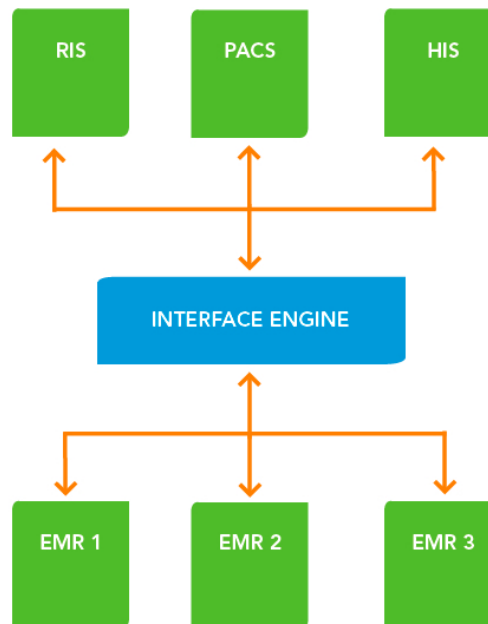 RIS
PACS
HIS
INTERFACE ENGINE
EMR 1
EMR 2
EMR 3